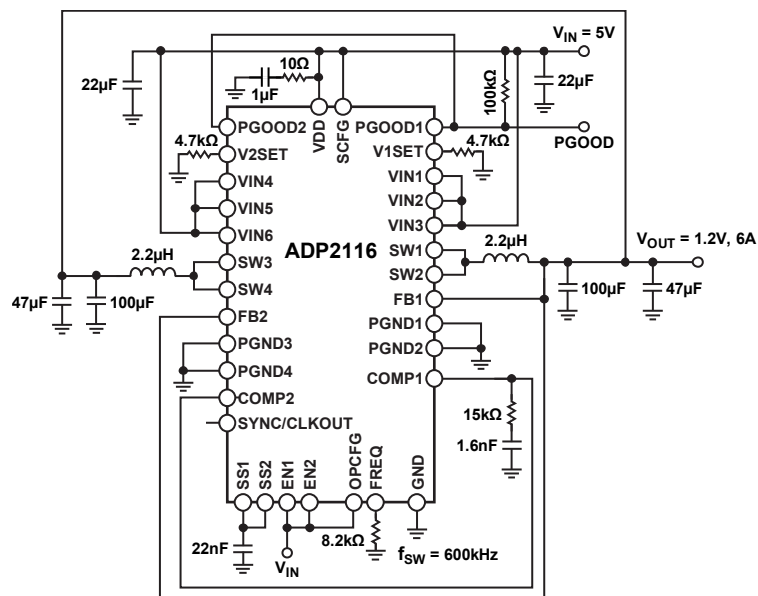 V_IN = 5V
10Ω
22µF
1µF
100kΩ
22µF
PGOOD2
VDD
SCFG
PGOOD1
PGOOD
4.7kΩ
V2SET
V1SET
4.7kΩ
VIN4
VIN1
VIN5
VIN2
VIN6
VIN3
ADP2116
V_OUT = 1.2V, 6A
2.2µH
SW3
SW1
2.2µH
SW4
SW2
47µF
100µF
100µF
47µF
FB2
FB1
PGND3
PGND1
PGND4
PGND2
COMP2
COMP1
SYNC/CLKOUT
15kΩ
1.6nF
SS1
SS2
EN1
EN2
OPCFG
FREQ
GND
22nF
V_IN
8.2kΩ
f_SW = 600kHz